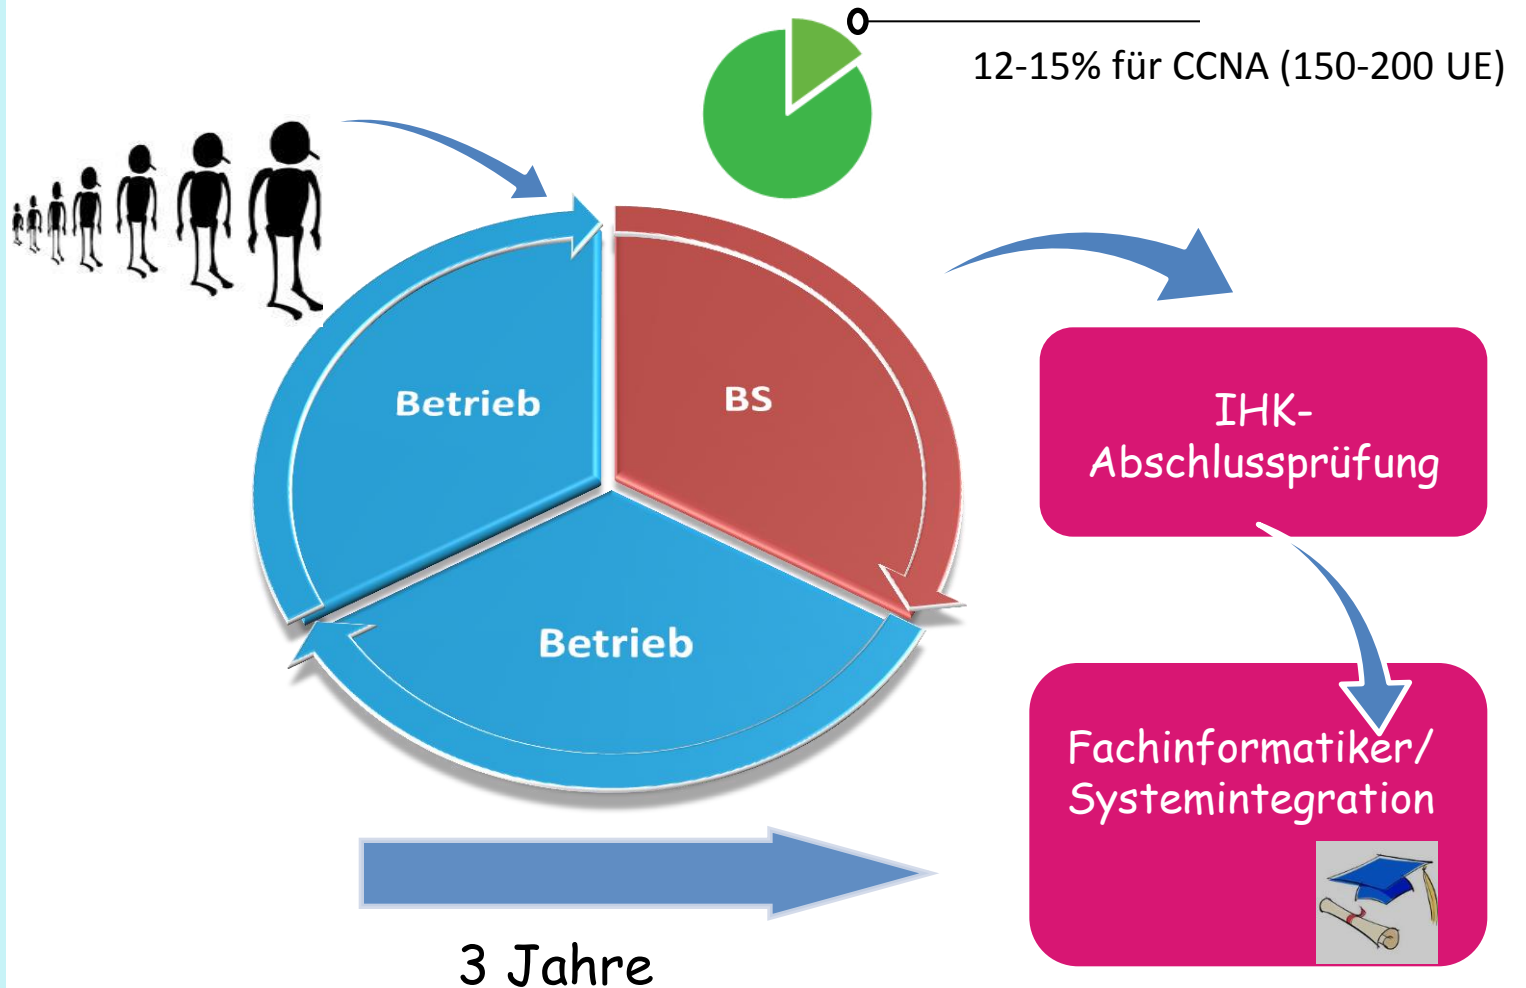 12-15% für CCNA (150-200 UE)
Betrieb
BS
Betrieb
IHK-
Abschlussprüfung
Fachinformatiker/
Systemintegration
3 Jahre